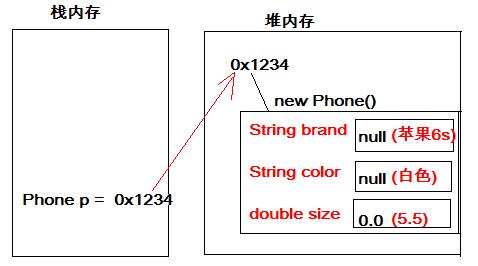 栈内存
堆内存
0x1234
new Phone()
String brand null (苹果6s)
String color null (白色)
Phone p = 0x1234
double size 0.0 (5.5)